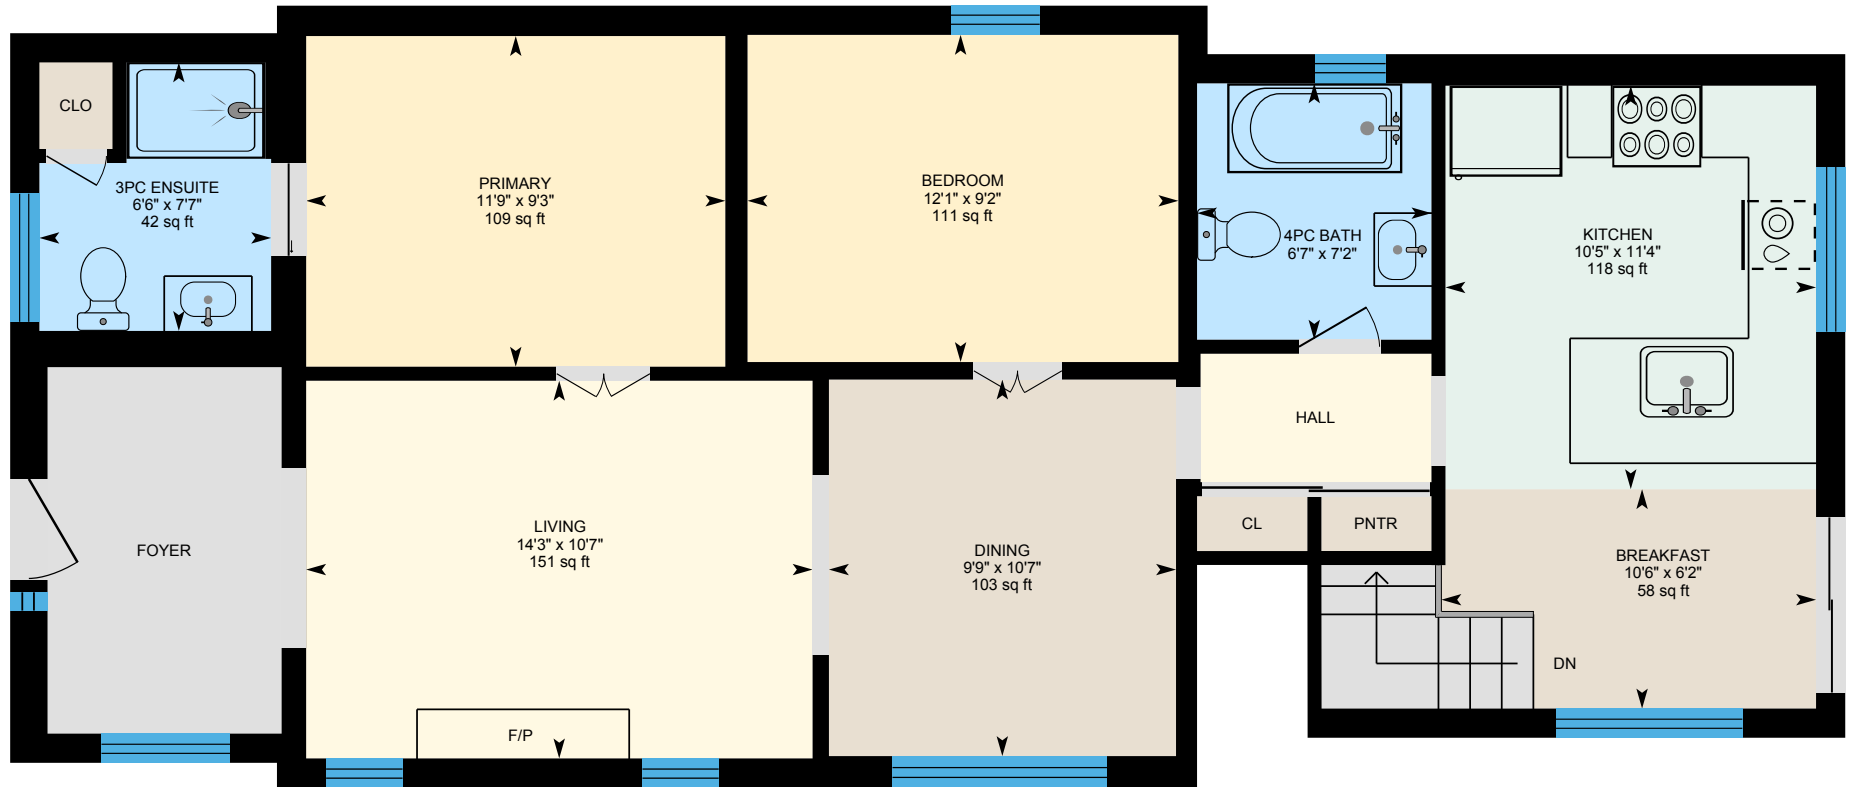 CLO
3PC ENSUITE
6'6" x 7'7"
42 sq ft
PRIMARY
11'9" x 9'3"
109 sq ft
BEDROOM
12'1" x 9'2"
111 sq ft
4PC BATH
6'7" x 7'2"
KITCHEN
10'5" x 11'4"
118 sq ft
HALL
FOYER
LIVING
14'3" x 10'7"
151 sq ft
DINING
9'9" x 10'7"
103 sq ft
CL
PNTR
BREAKFAST
10'6" x 6'2"
58 sq ft
DN
F/P